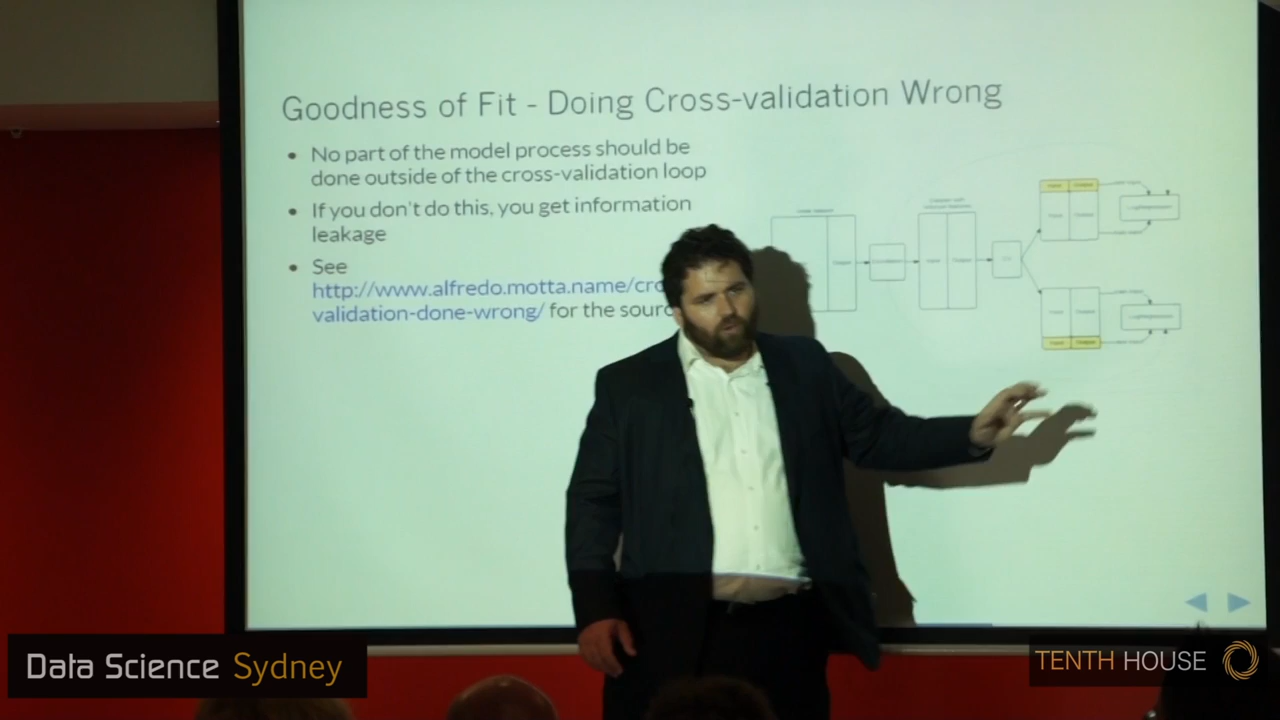 Goodness of Fit - Doing Cross-validation Wrong
• No part of the model process should be
done outside of the cross-validation loop
• If you don't do this, you get information
leakage
• See
http://www.alfredo.motta.name/cro
validation-done-wrong/ for the sourc
Data Science Sydney
TENTH HOUSE